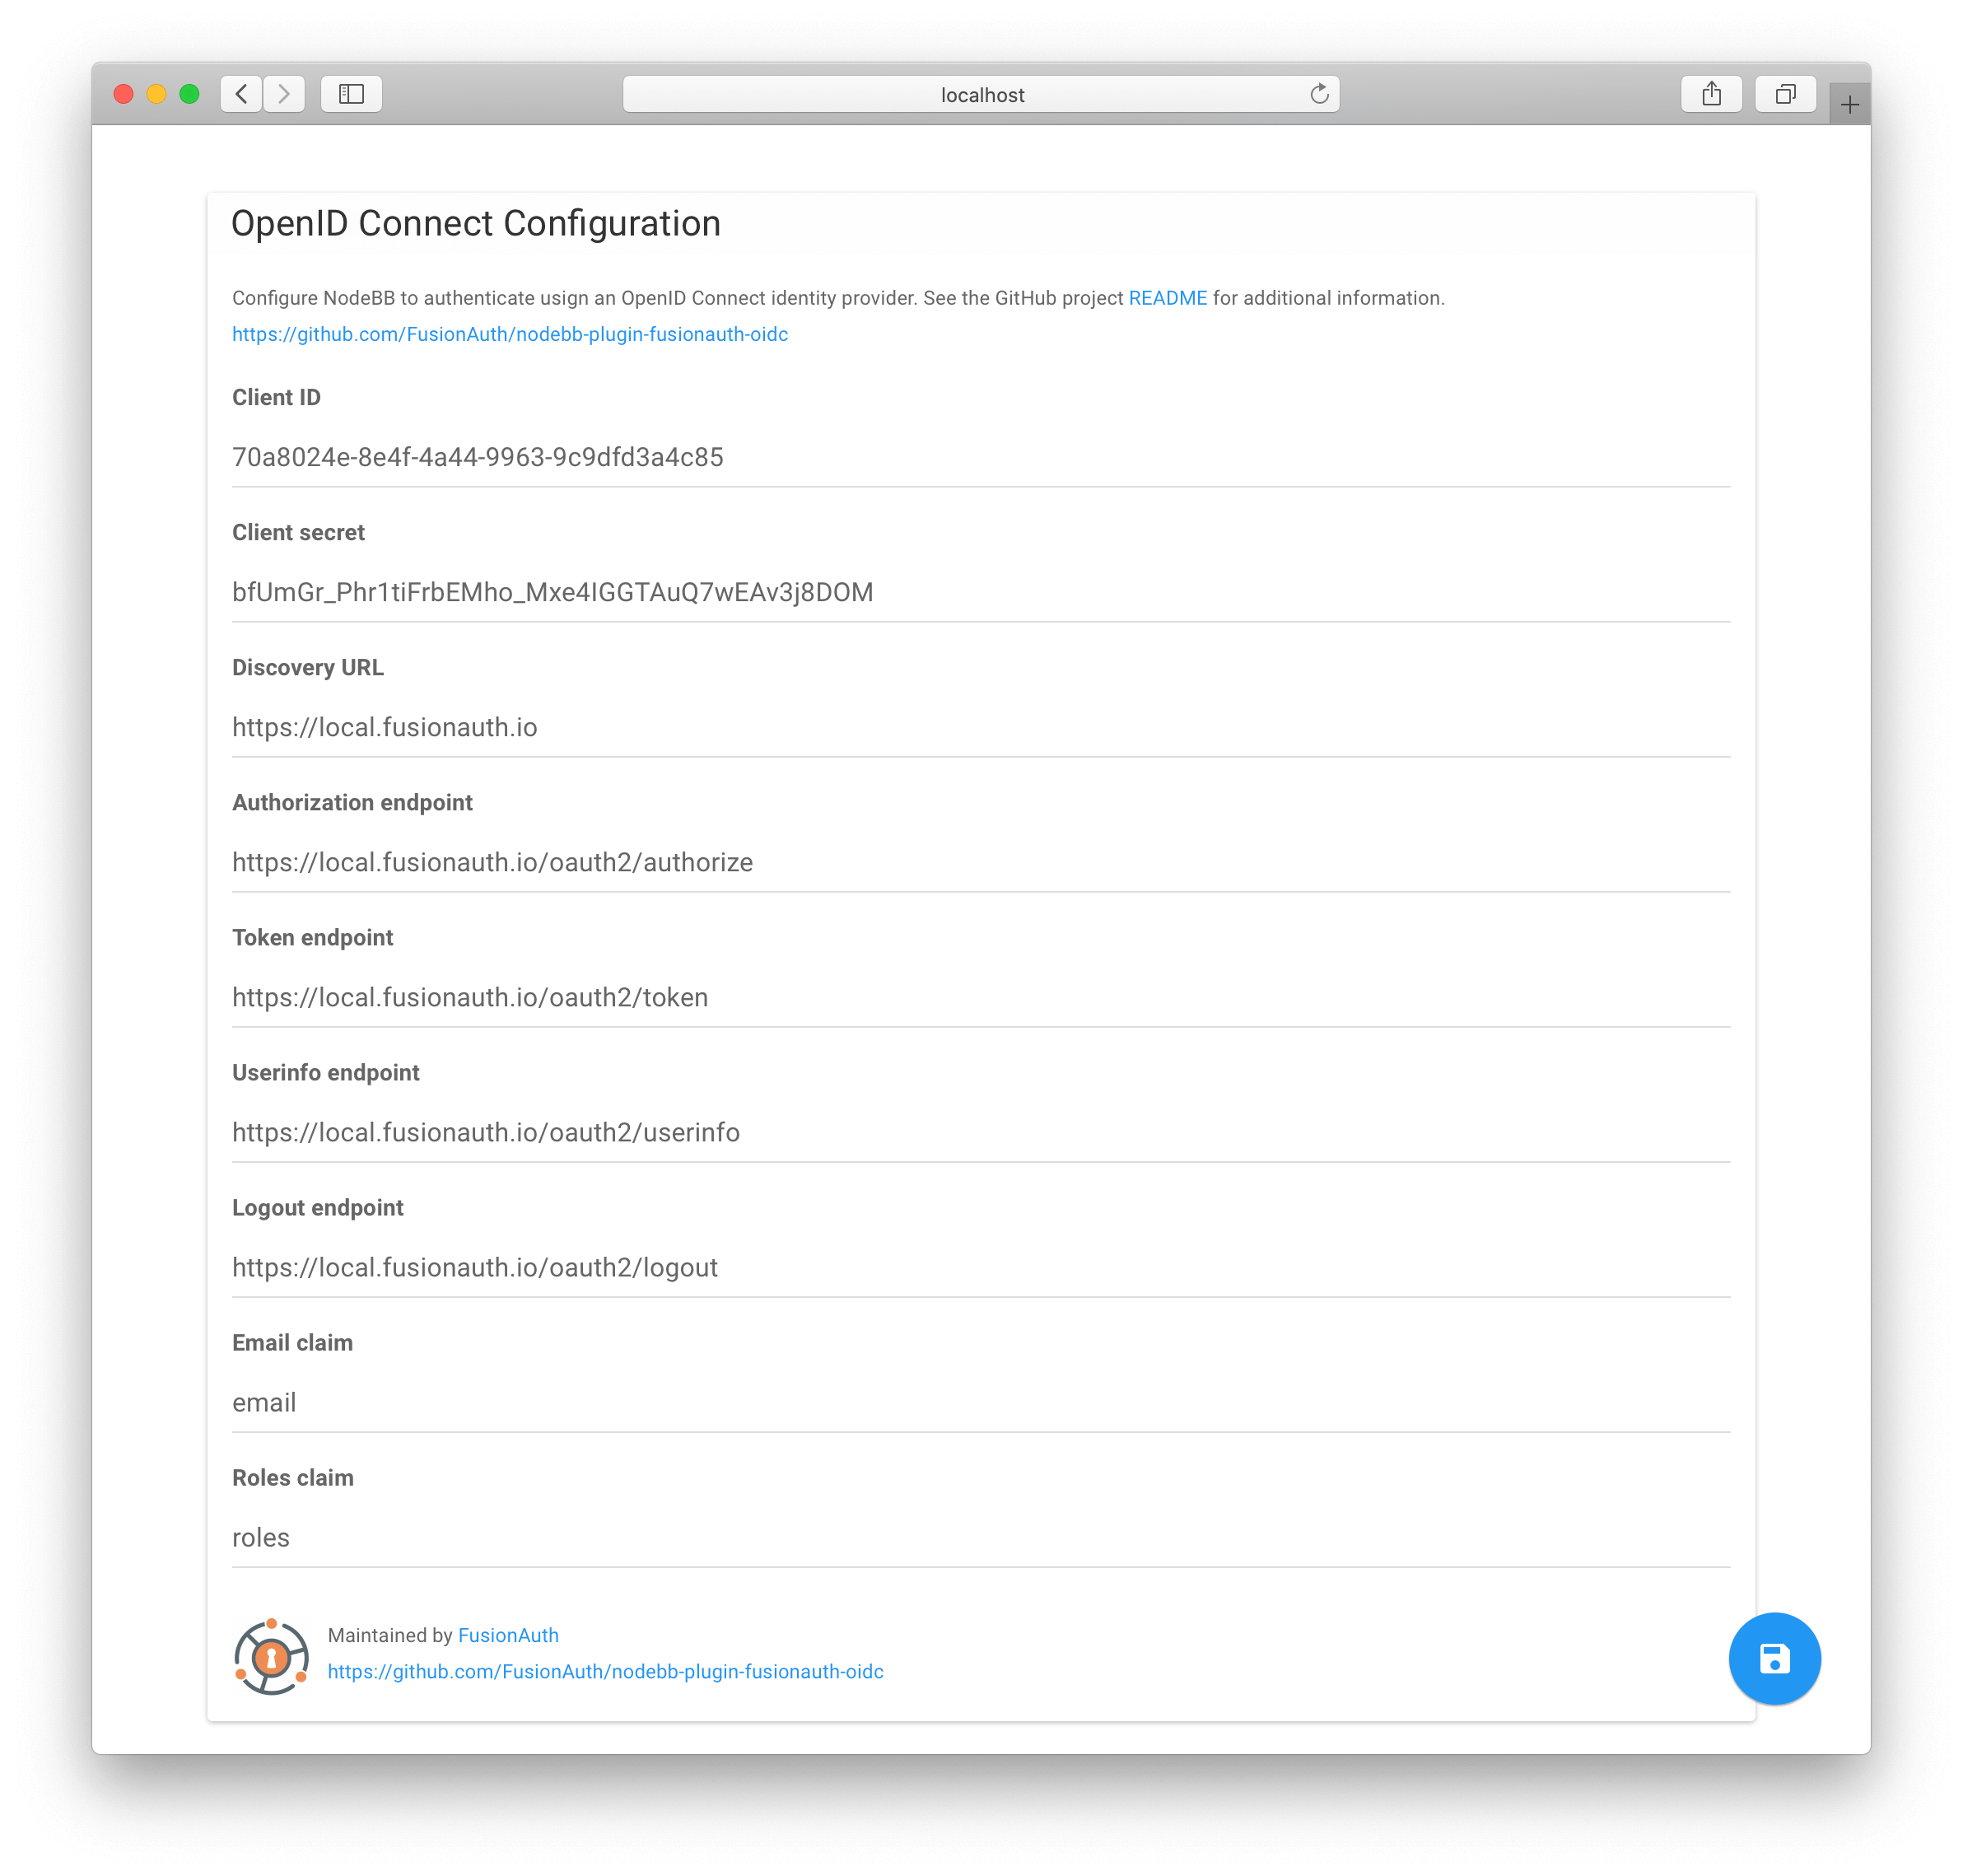 localhost
OpenID Connect Configuration
Configure NodeBB to authenticate usign an OpenID Connect identity provider. See the GitHub project README for additional information.
https://github.com/FusionAuth/nodebb-plugin-fusionauth-oidc
Client ID
70a8024e-8e4f-4a44-9963-9c9dfd3a4c85
Client secret
bfUmGr_Phr1tiFrbEMho_Mxe4IGGTAuQ7wEAv3j8DOM
Discovery URL
https://local.fusionauth.io
Authorization endpoint
https://local.fusionauth.io/oauth2/authorize
Token endpoint
https://local.fusionauth.io/oauth2/token
Userinfo endpoint
https://local.fusionauth.io/oauth2/userinfo
Logout endpoint
https://local.fusionauth.io/oauth2/logout
Email claim
email
Roles claim
roles
Maintained by FusionAuth
https://github.com/FusionAuth/nodebb-plugin-fusionauth-oidc